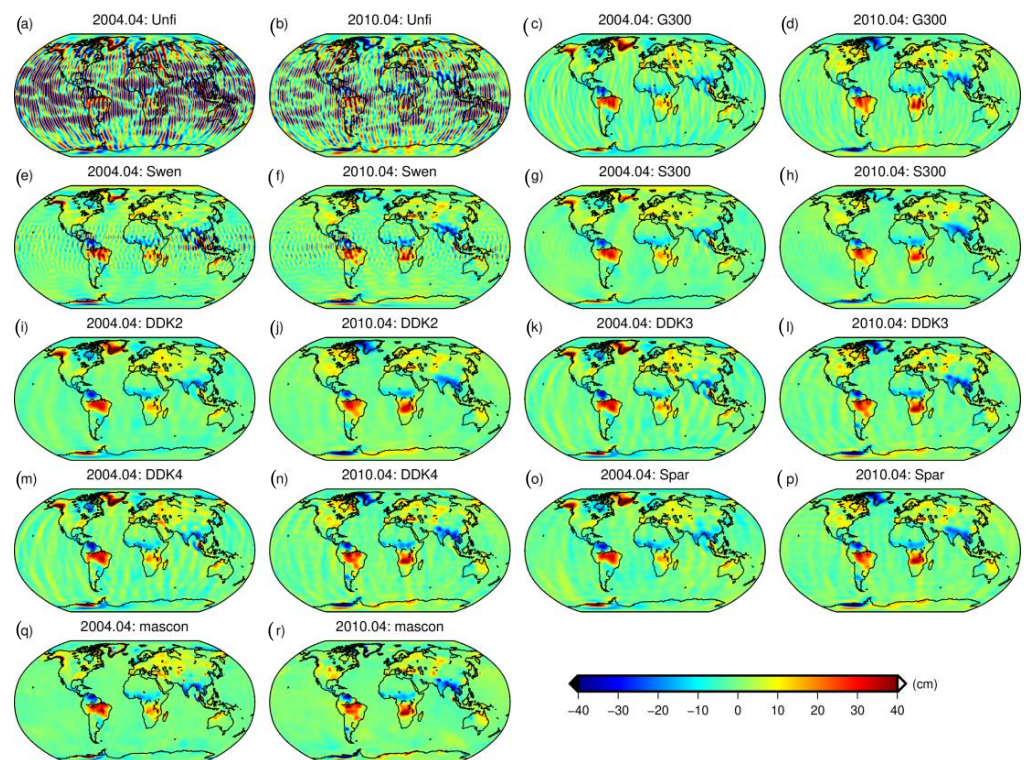 (a) 2004.04: Unfi
(b) 2010.04: Unfi
(c) 2004.04: G300
(d) 2010.04: G300
(e) 2004.04: Swen
(f) 2010.04: Swen
(g) 2004.04: S300
(h) 2010.04: S300
(i) 2004.04: DDK2
(j) 2010.04: DDK2
(k) 2004.04: DDK3
(l) 2010.04: DDK3
(m) 2004.04: DDK4
(n) 2010.04: DDK4
(o) 2004.04: Spar
(p) 2010.04: Spar
(q) 2004.04: mascon
(r) 2010.04: mascon
(cm)
−40 −30 −20 −10 0 10 20 30 40